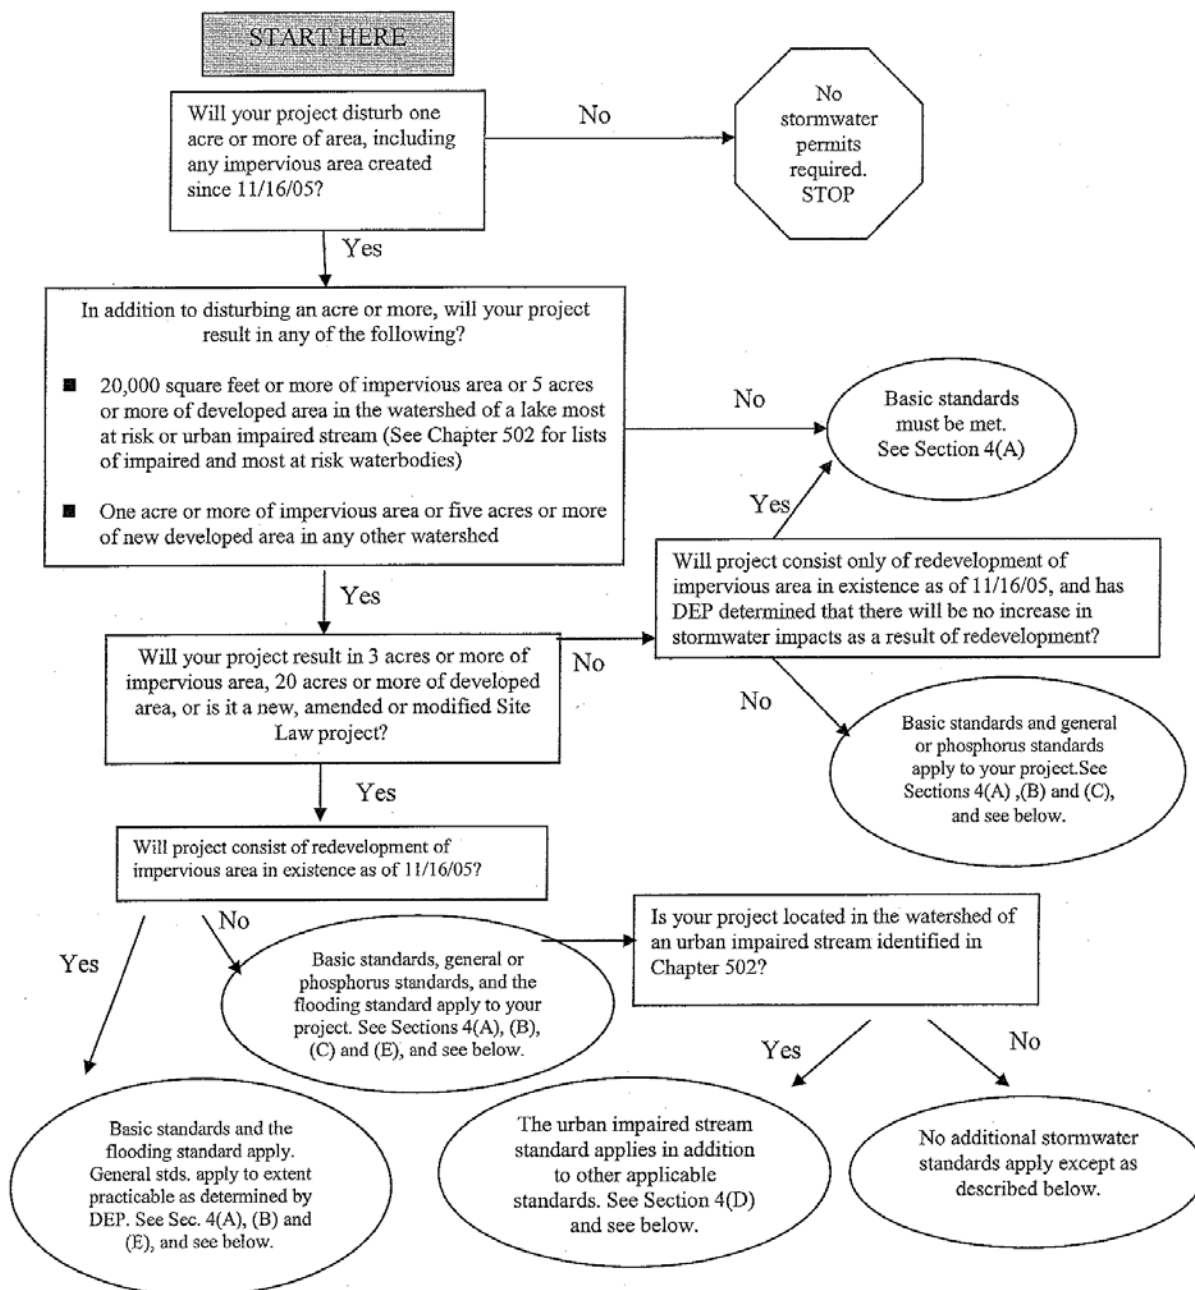 START HERE
Will your project disturb one
acre or more of area, including
any impervious area created
since 11/16/05?
No
No
stormwater
permits
required.
STOP
Yes
In addition to disturbing an acre or more, will your project
result in any of the following?
20,000 square feet or more of impervious area or 5 acres
or more of developed area in the watershed of a lake most
at risk or urban impaired stream (See Chapter 502 for lists
of impaired and most at risk waterbodies)
One acre or more of impervious area or five acres or more
of new developed area in any other watershed
No
Basic standards
must be met.
See Section 4(A)
Yes
Will project consist only of redevelopment of
impervious area in existence as of 11/16/05, and has
DEP determined that there will be no increase in
stormwater impacts as a result of redevelopment?
Yes
Will your project result in 3 acres or more of
impervious area, 20 acres or more of developed
area, or is it a new, amended or modified Site
Law project?
No
No
Basic standards and general
or phosphorus standards
apply to your project.See
Sections 4(A) ,(B) and (C),
and see below.
Yes
Will project consist of redevelopment of
impervious area in existence as of 11/16/05?
No
Yes
Basic standards, general or
phosphorus standards, and the
flooding standard apply to your
project. See Sections 4(A), (B),
(C) and (E), and see below.
Is your project located in the watershed of
an urban impaired stream identified in
Chapter 502?
Yes
No
Basic standards and the
flooding standard apply.
General stds. apply to extent
practicable as determined by
DEP. See Sec. 4(A), (B) and
(E), and see below.
The urban impaired stream
standard applies in addition
to other applicable
standards. See Section 4(D)
and see below.
No additional stormwater
standards apply except as
described below.